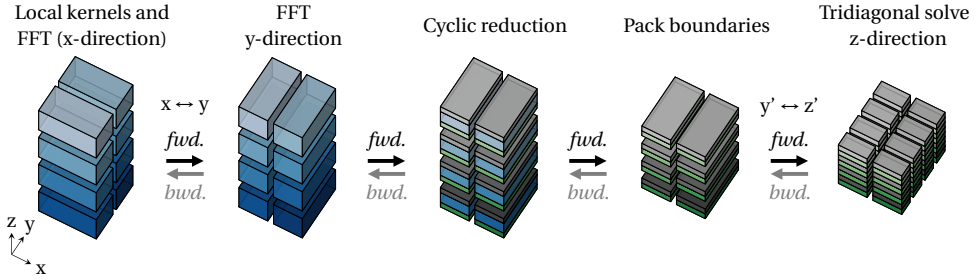 Local kernels and
FFT (x-direction)
FFT
y-direction
Cyclic reduction
Pack boundaries
Tridiagonal solve
z-direction
x ↔ y
fwd.
bwd.
fwd.
bwd.
fwd.
bwd.
y' ↔ z'
fwd.
bwd.
z
y
x